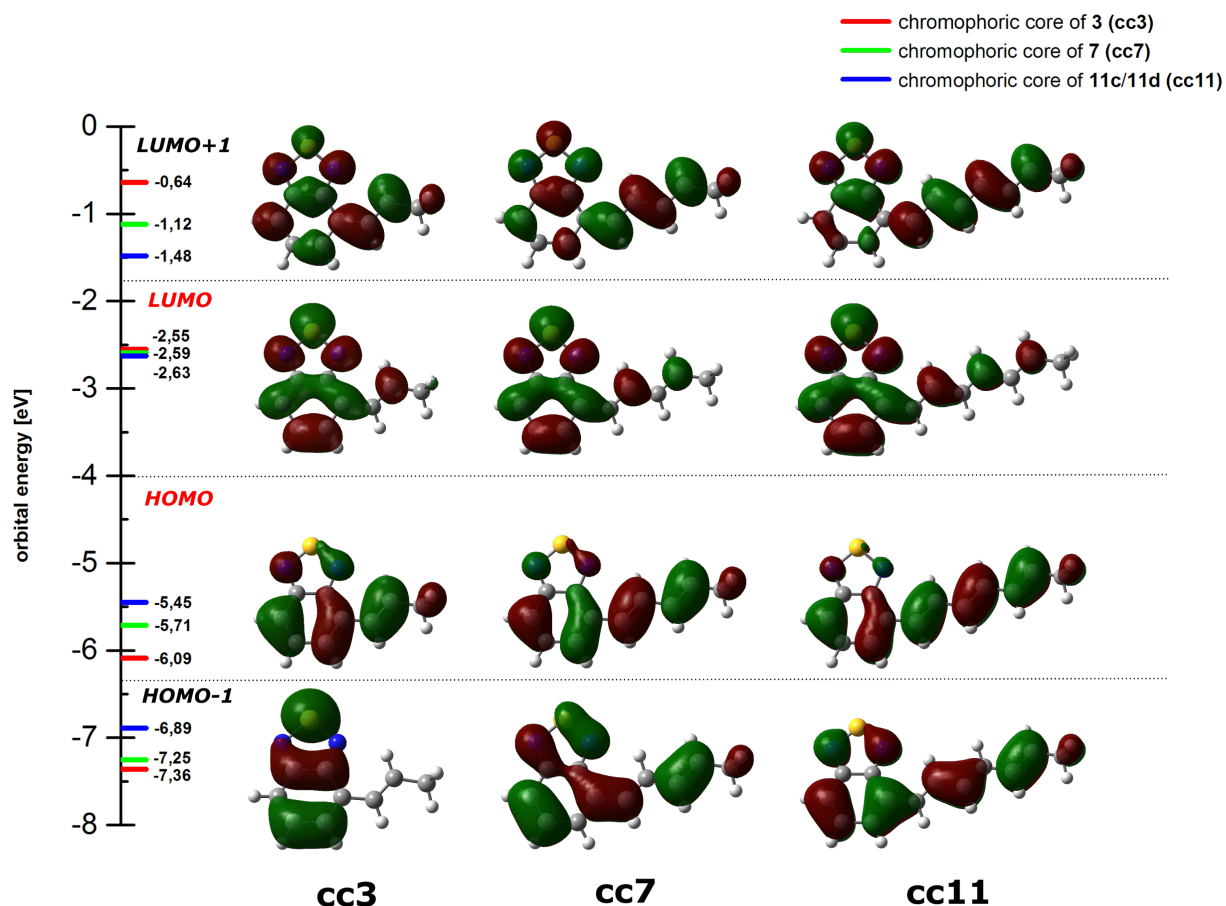 chromophoric core of 3 (cc3)
chromophoric core of 7 (cc7)
chromophoric core of 11c/11d (cc11)
orbital energy [eV]
0
-1
-2
-3
-4
-5
-6
-7
-8
LUMO+1
-0,64
-1,12
-1,48
LUMO
-2,55
-2,59
-2,63
HOMO
-5,45
-5,71
-6,09
HOMO-1
-6,89
-7,25
-7,36
cc3
cc7
cc11